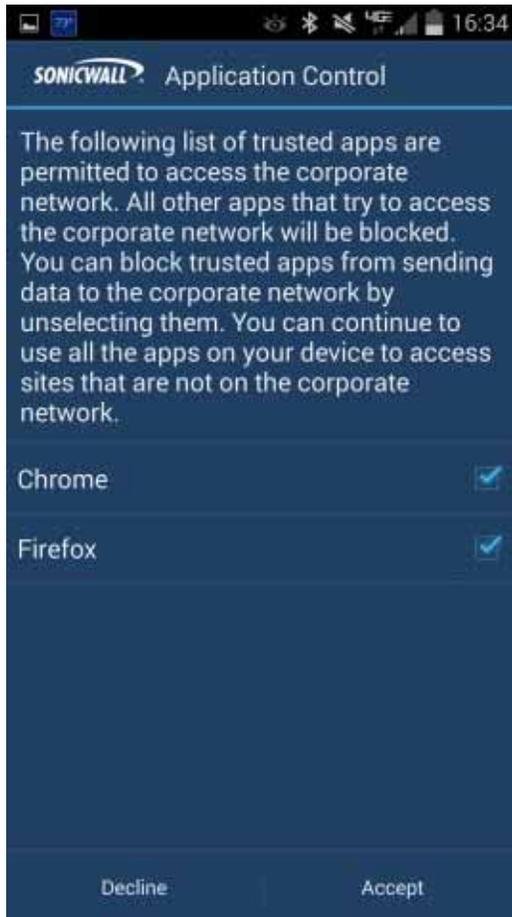 73°
4G LTE
16:34
SONICWALL Application Control
The following list of trusted apps are
permitted to access the corporate
network. All other apps that try to access
the corporate network will be blocked.
You can block trusted apps from sending
data to the corporate network by
unselecting them. You can continue to
use all the apps on your device to access
sites that are not on the corporate
network.
Chrome
Firefox
Decline
Accept